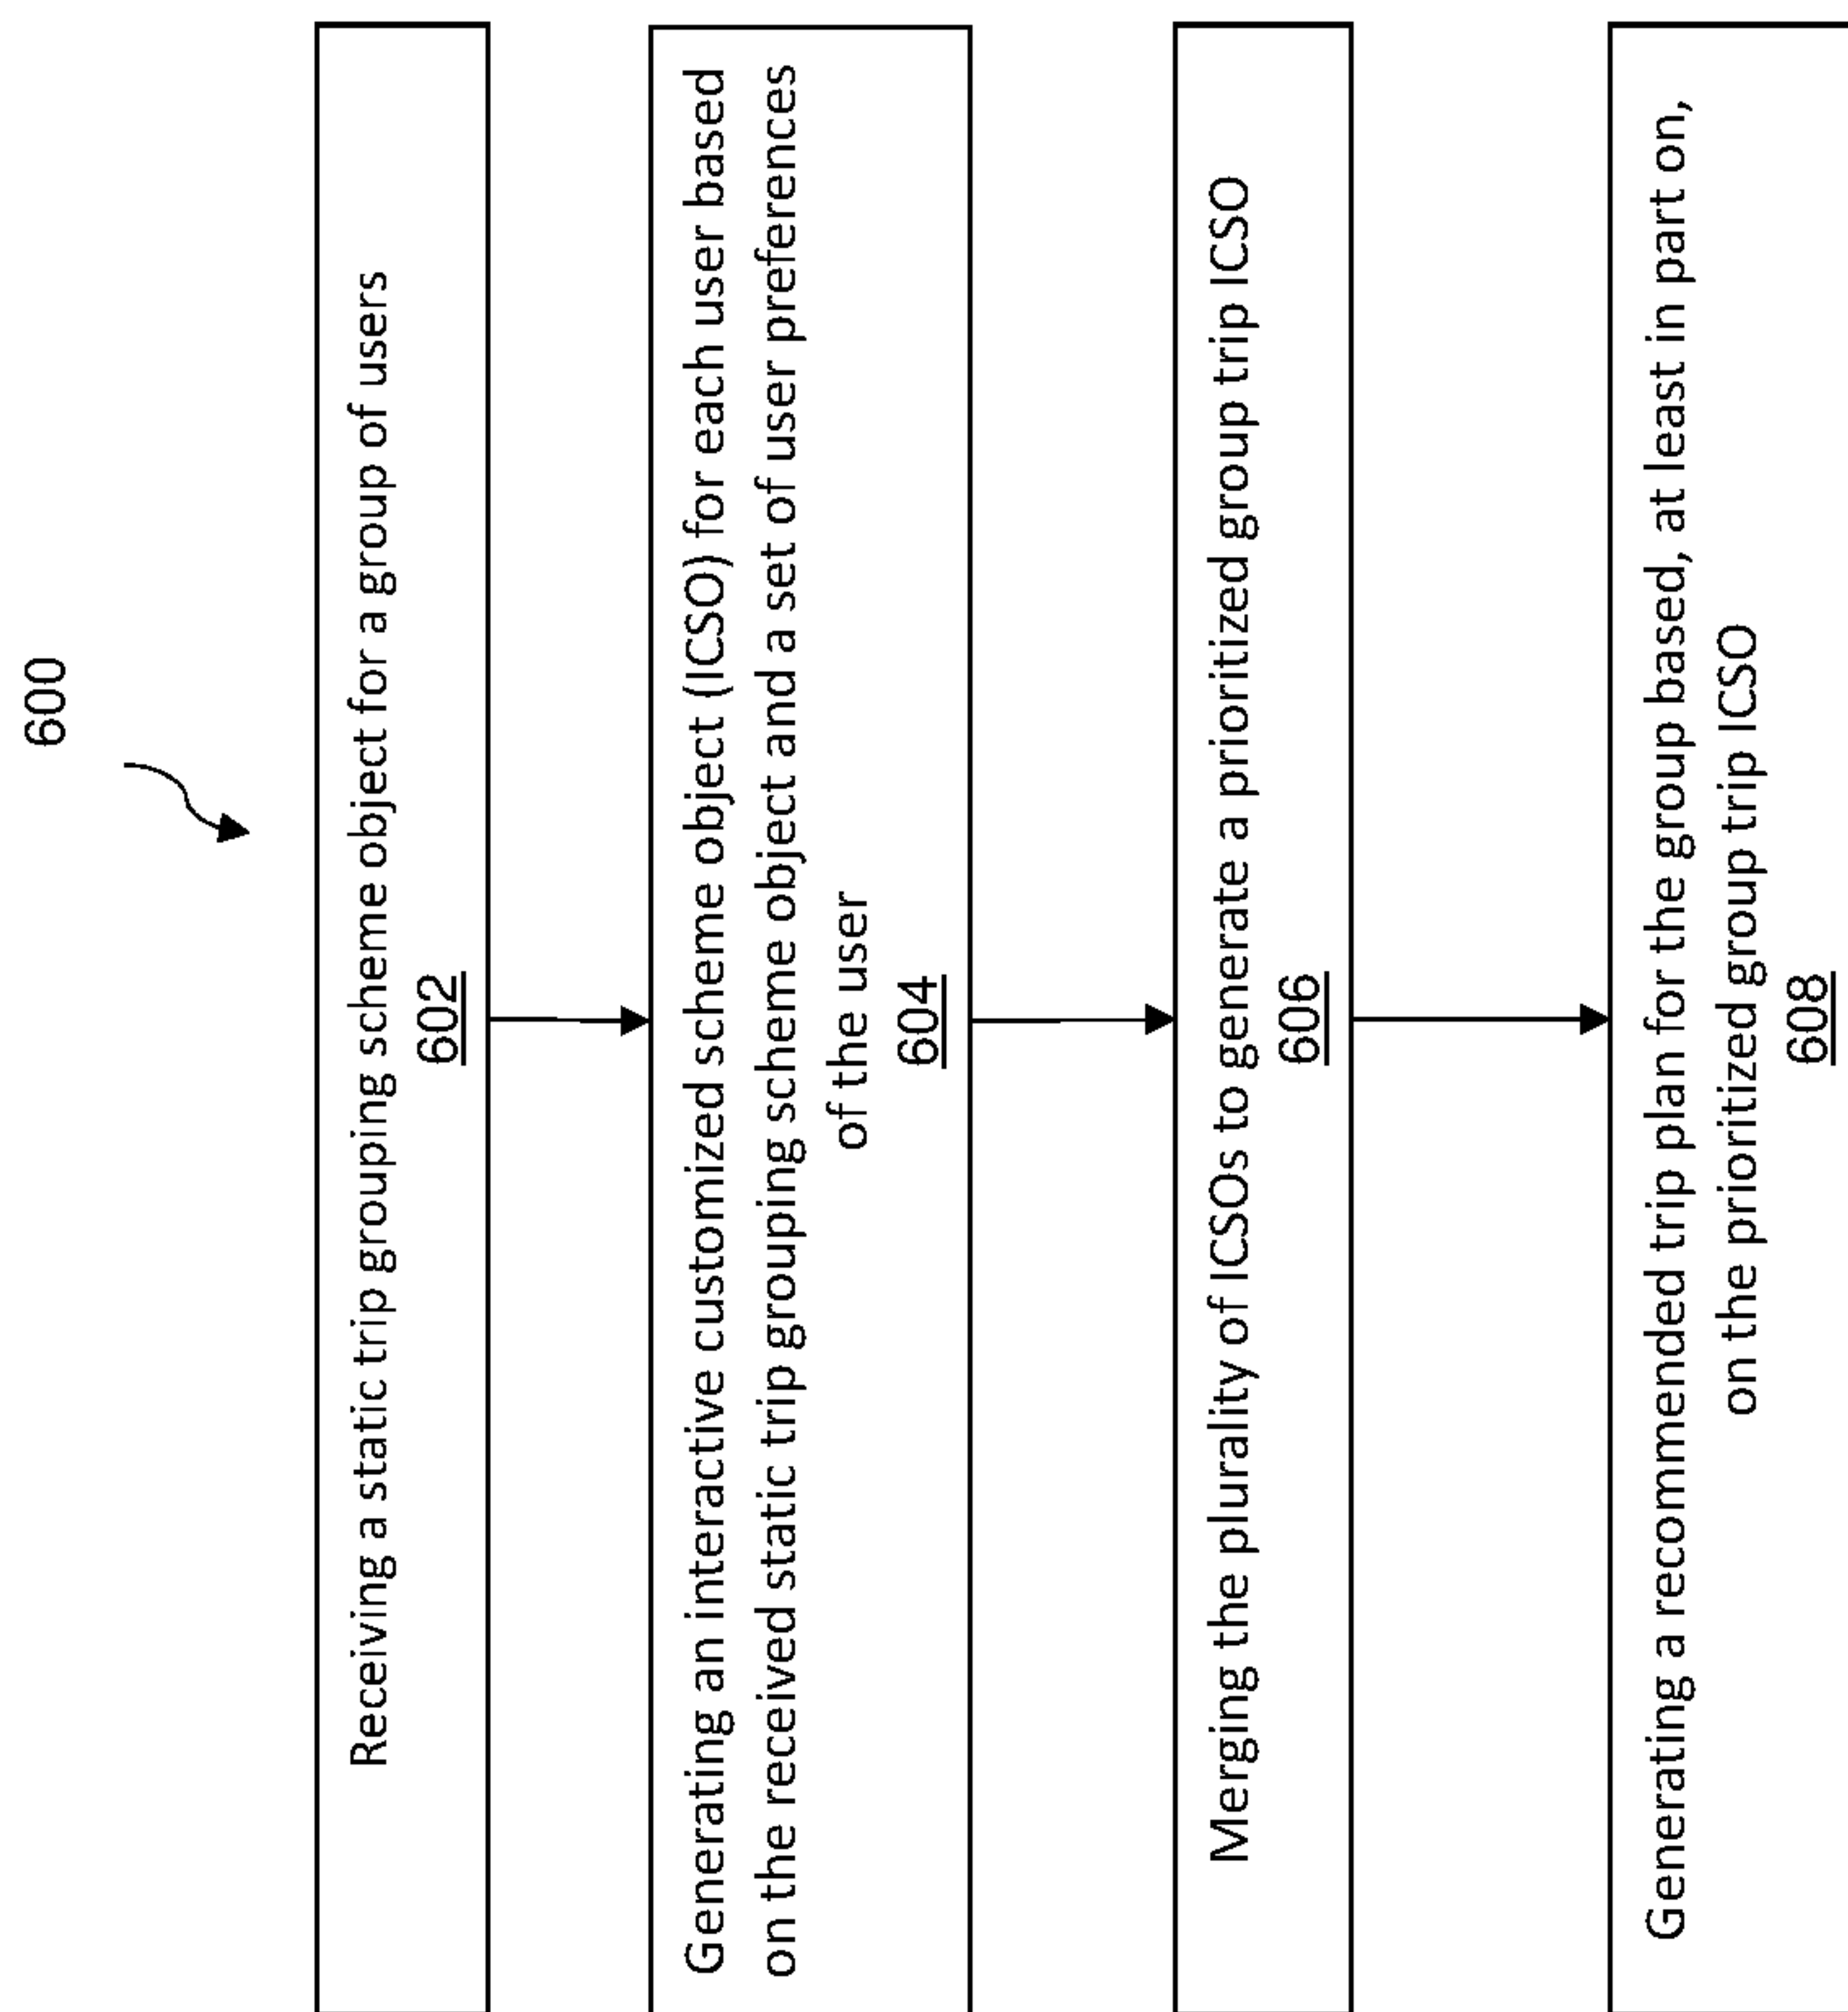 600
Receiving a static trip grouping scheme object for a group of users
602
Generating an interactive customized scheme object (ICSO) for each user based
on the received static trip grouping scheme object and a set of user preferences
of the user
604
Merging the plurality of ICSOs to generate a prioritized group trip ICSO
606
Generating a recommended trip plan for the group based, at least in part on,
on the prioritized group trip ICSO
608